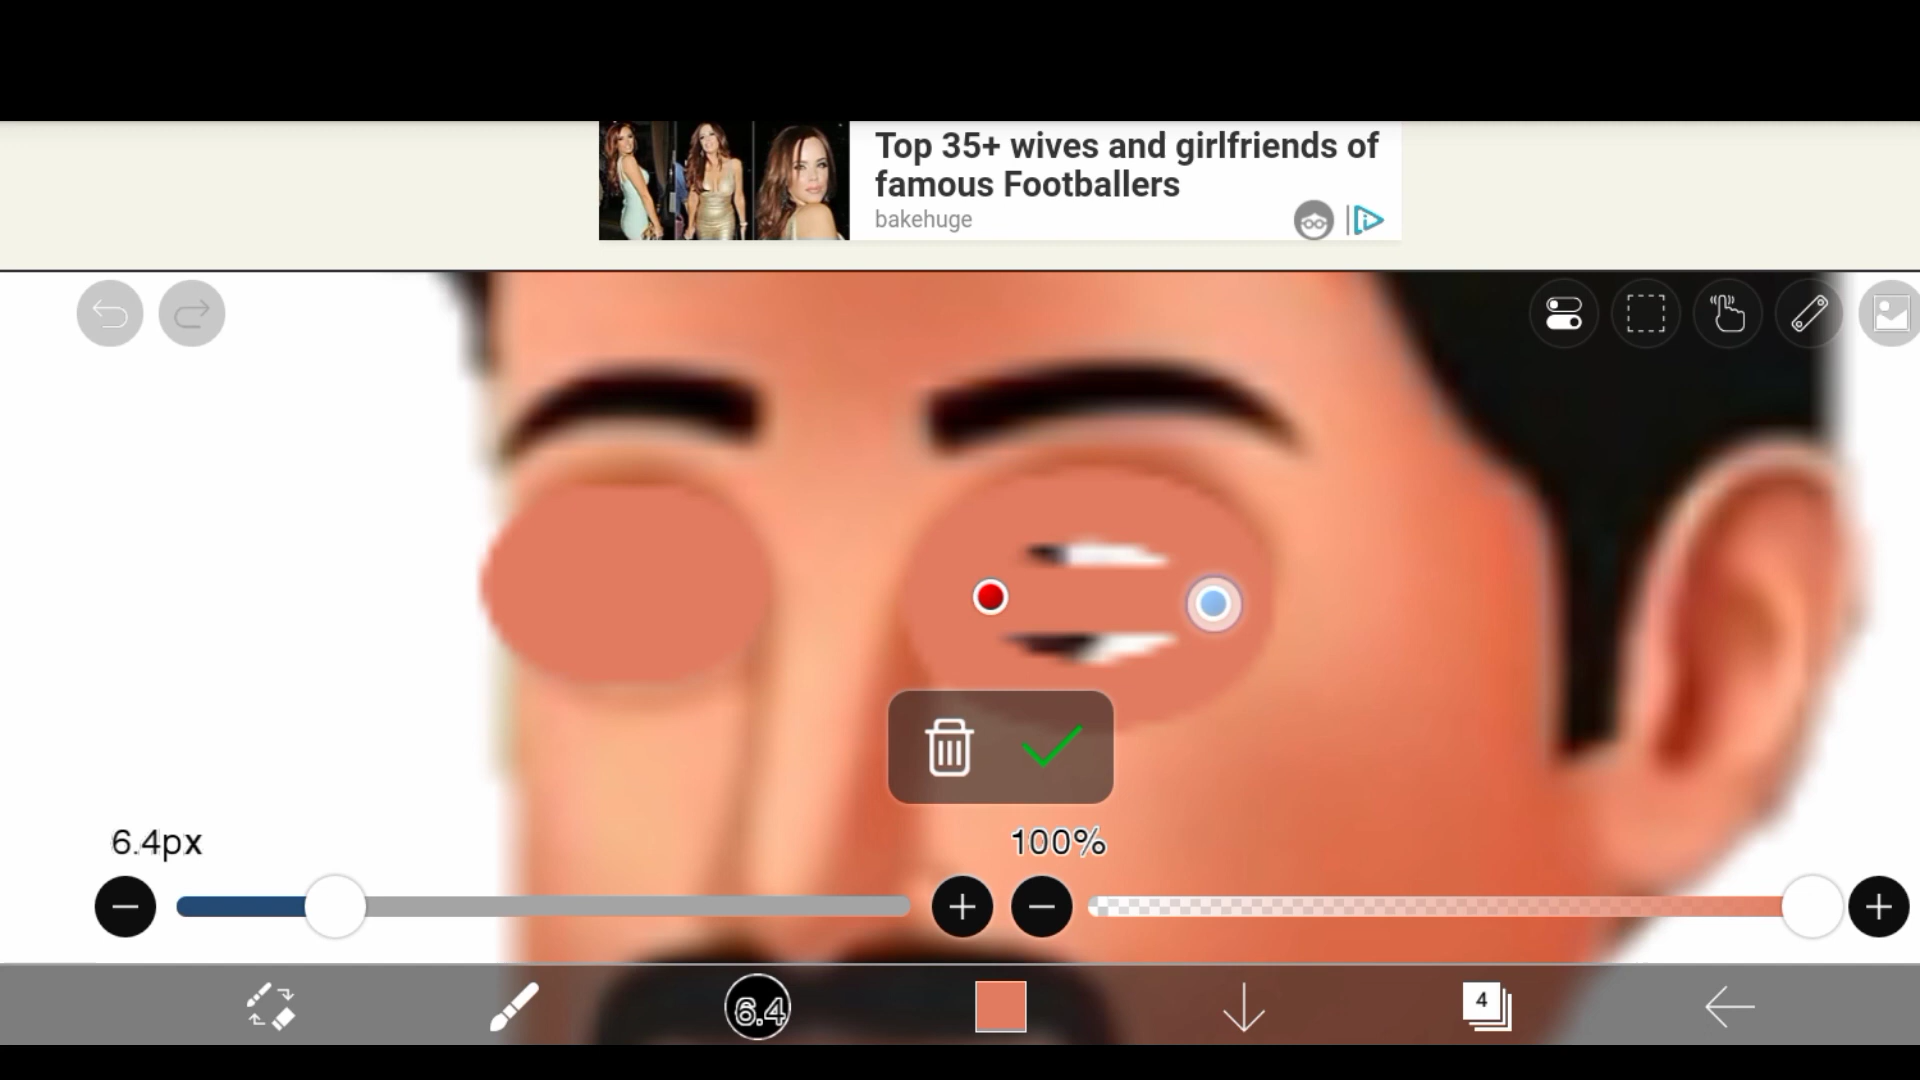 Top 35+ wives and girlfriends of
famous Footballers
bakehuge
6.4px
100%
6.4
4